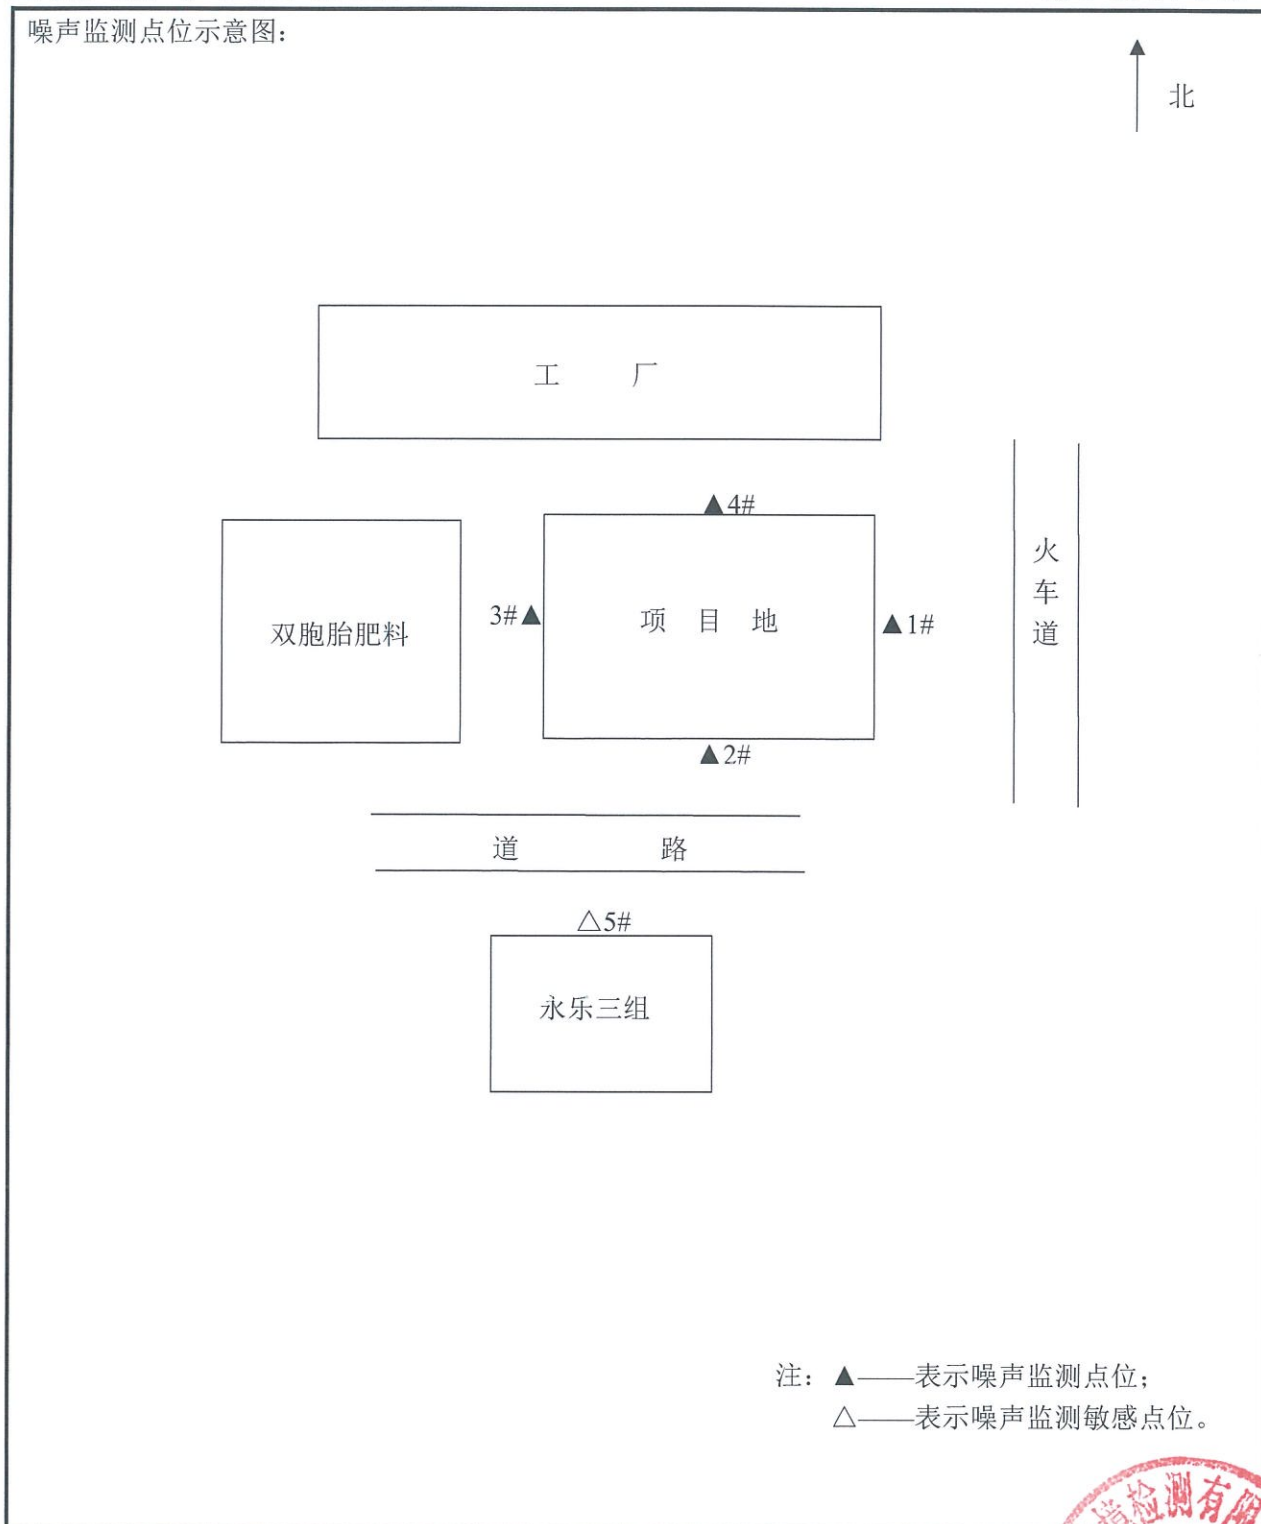 噪声监测点位示意图：
北
工 厂
▲4#
火车道
双胞胎肥料
3#▲
项 目 地
▲1#
▲2#
道 路
△5#
永乐三组
注：▲——表示噪声监测点位；
△——表示噪声监测敏感点位。
境检测有限